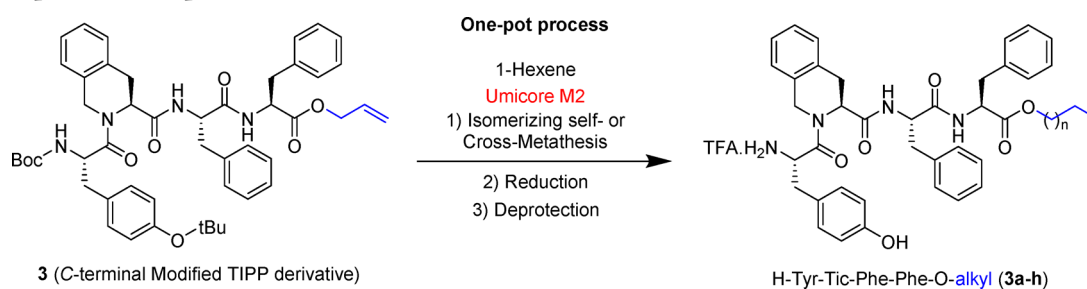 One-pot process
1-Hexene
Umicore M2
1) Isomerizing self- or
Cross-Metathesis
2) Reduction
3) Deprotection
H
N
O
O
N
O
N
H
O
O
Boc
H
N
O
O
tBu
3 (C-terminal Modified TIPP derivative)
H
N
O
O
N
O
N
H
O
O
( )n
TFA.H2N
O
OH
H-Tyr-Tic-Phe-Phe-O-alkyl (3a-h)